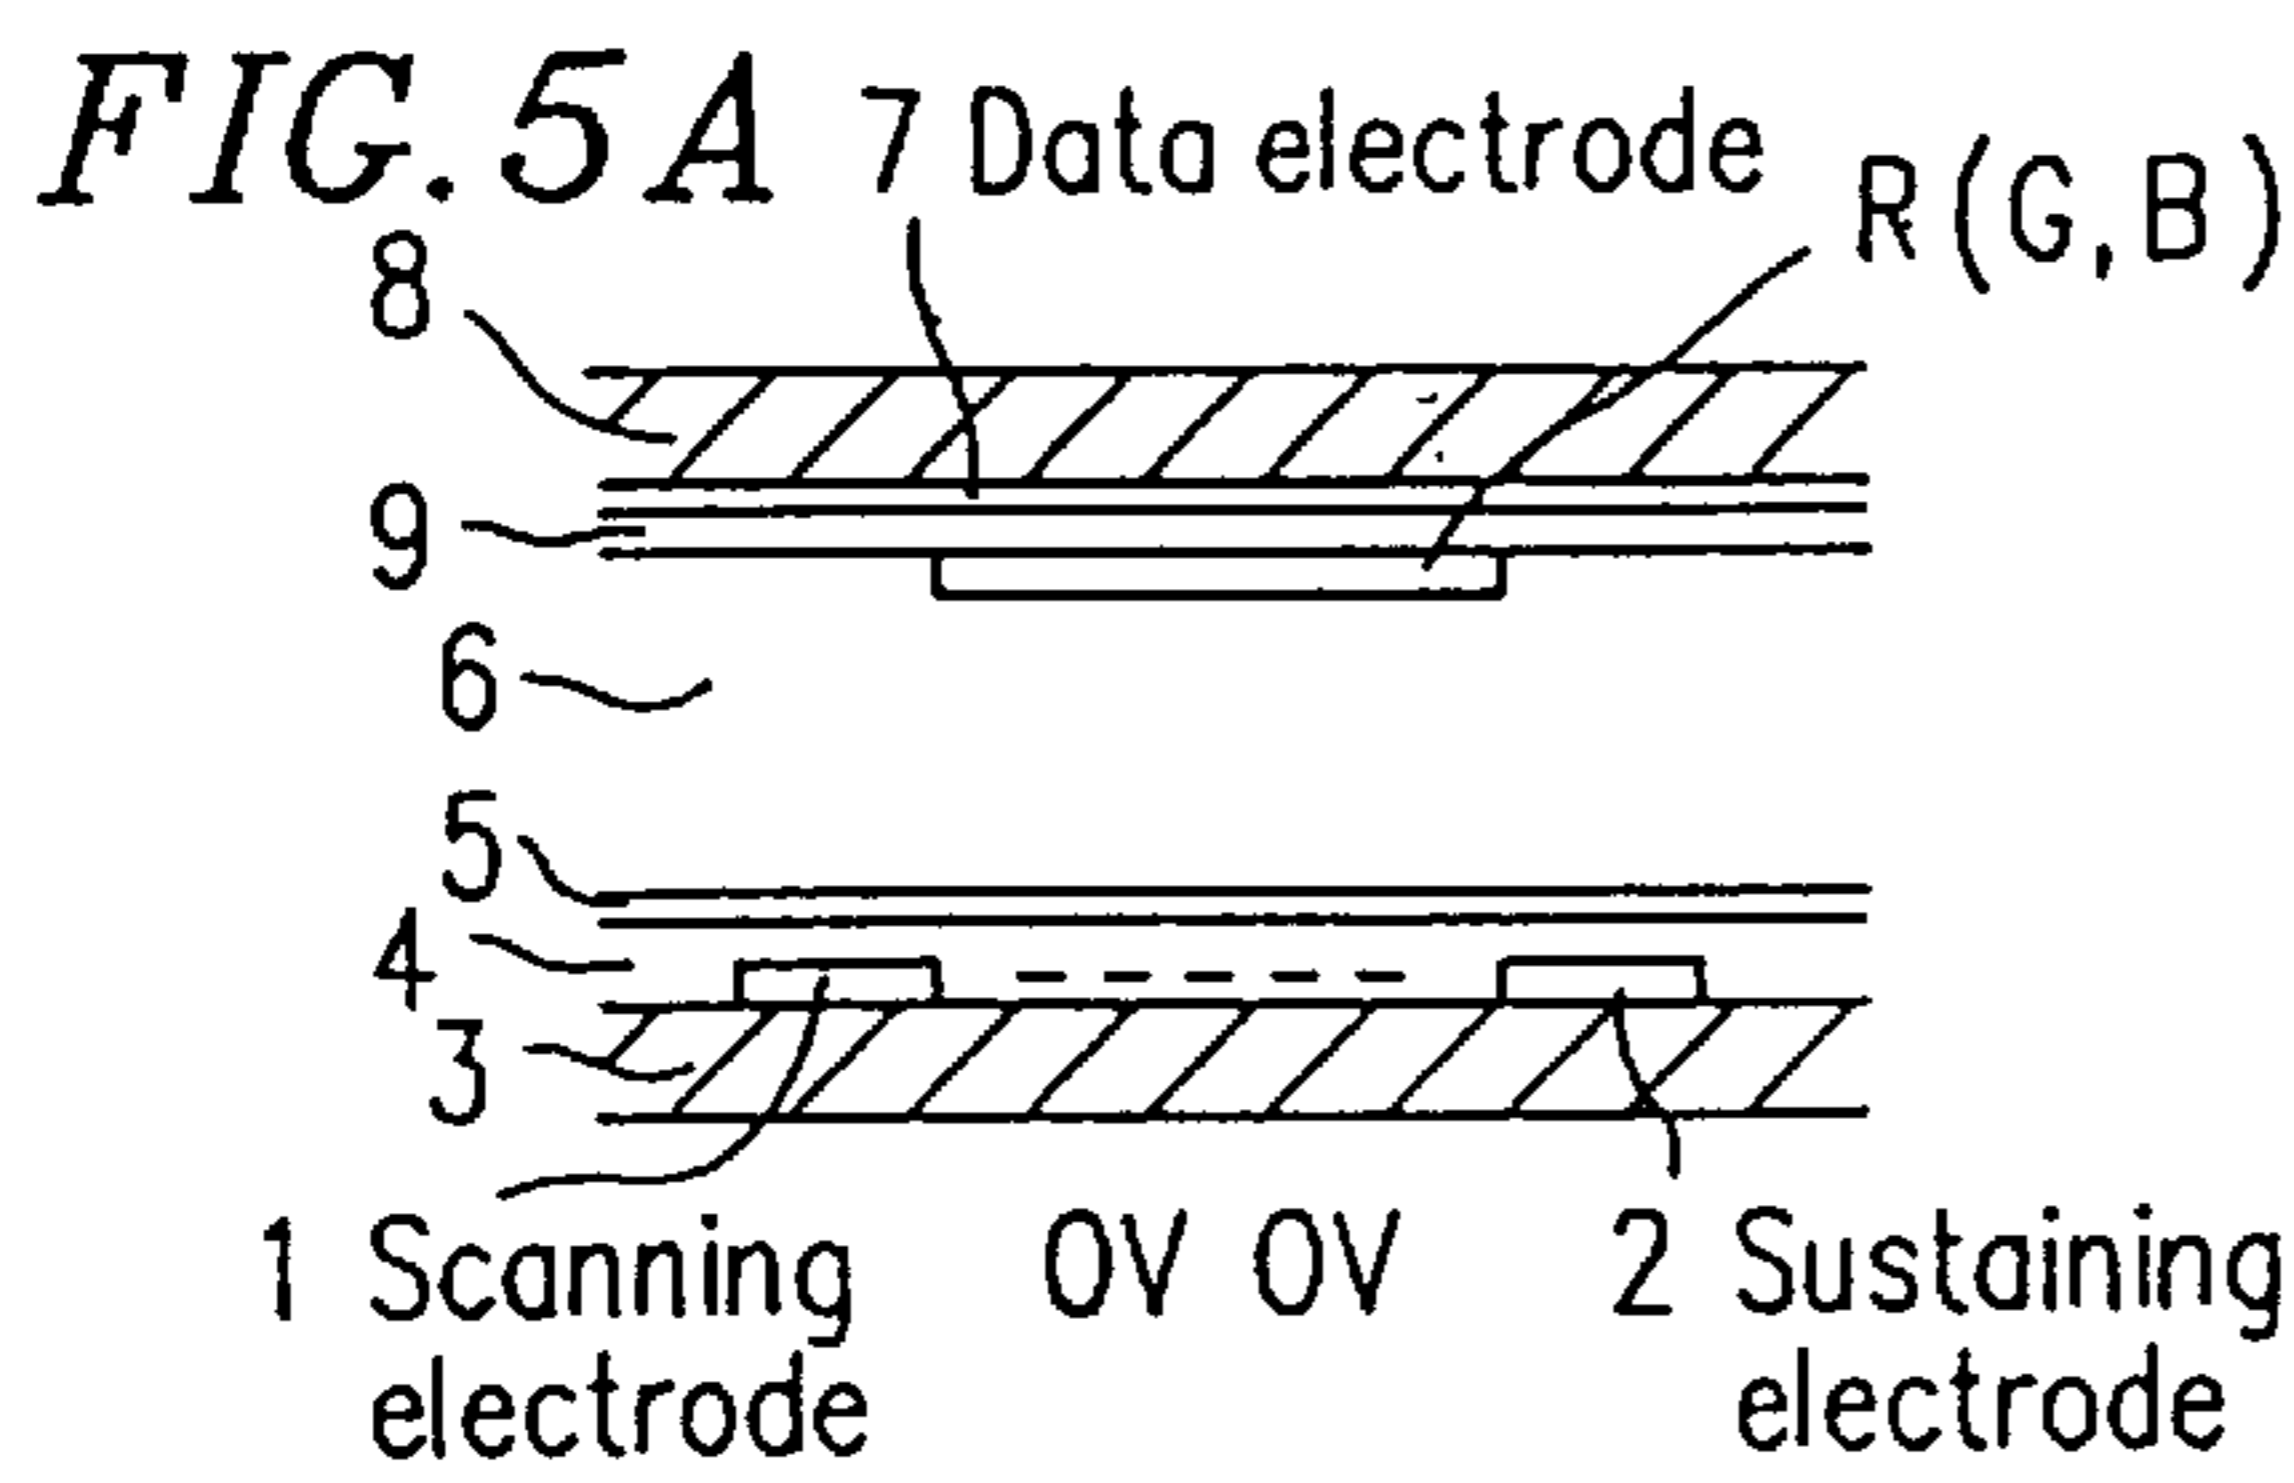 FIG. 5A
7 Data electrode
R(G,B)
8
9
6
5
4
3
1 Scanning electrode
0V 0V
2 Sustaining electrode